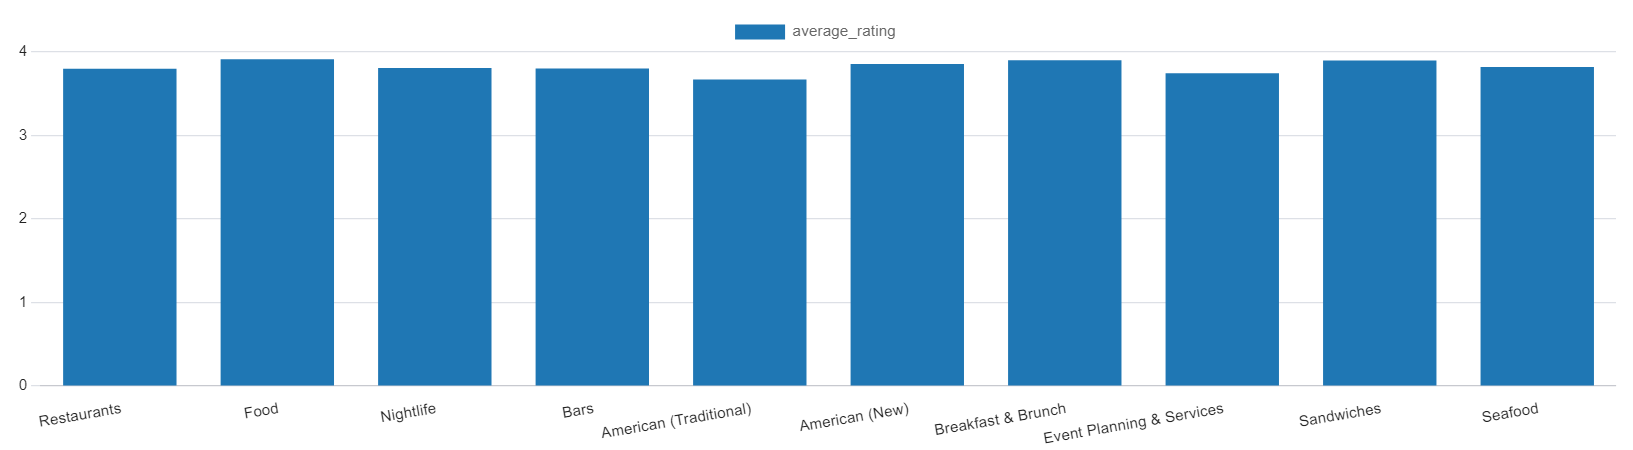 average_rating
4
3
2
1
0
Restaurants
Food
Nightlife
Bars
American (Traditional)
American (New)
Breakfast & Brunch
Event Planning & Services
Sandwiches
Seafood